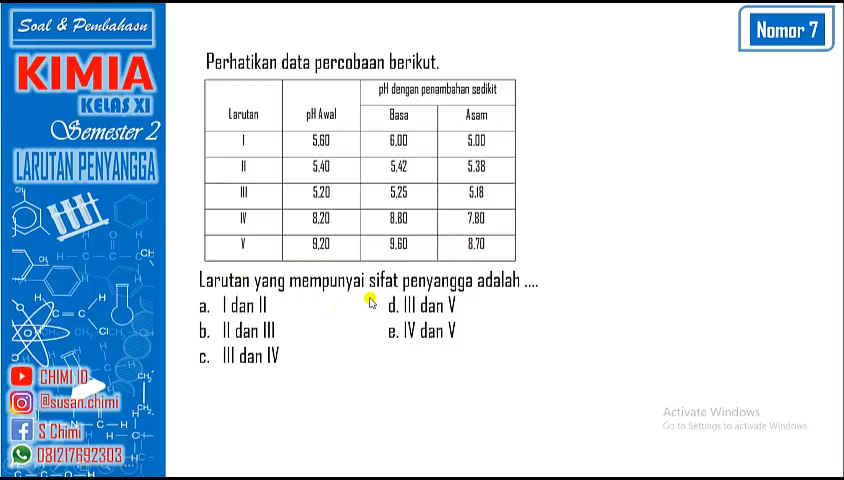 Soal & Pembahasn
KIMIA
KELAS XI
Semester 2
LARUTAN PENYANGGA
Nomor 7
Perhatikan data percobaan berikut.
Larutan pH Awal pH dengan penambahan sedikit
Basa Asam
I 5,60 6,00 5,00
II 5,40 5,42 5,38
III 5,20 5,25 5,18
IV 8,20 8,80 7,80
V 9,20 9,60 8,70
Larutan yang mempunyai sifat penyangga adalah ....
a. I dan II
d. III dan V
b. II dan III
e. IV dan V
c. III dan IV
CHIMI ID
@susan.chimi
S Chimi
081217692303
Activate Windows
Go to Settings to activate Windows.